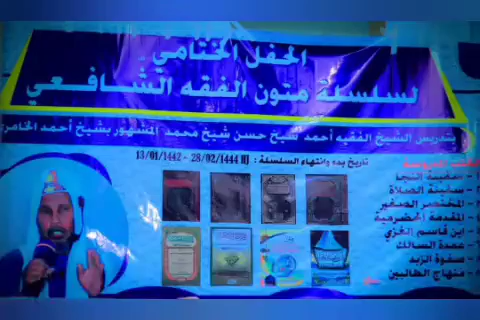 الحفل الختامي
لسلسلة متون الفقه الشافعي
بتدريس الشيخ الفقيه أحمد شيخ حسن شيخ محمد المشهور بشيخ أحمد
تاريخ بدء وانتهاء السلسلة : 28/02/1444 - 13/01/1442
سفينة النجا
سفينة الصلاة
المختصر الصغير
المقدمة الحضرمية
ابن قاسم الغزي
عمدة السالك
صفوة الزبد
منهاج الطالبين